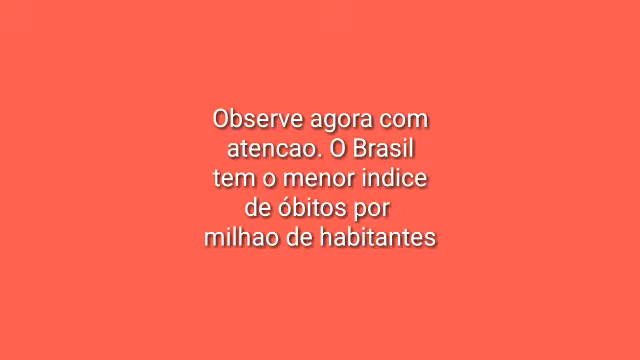 Observe agora com
atencao. O Brasil
tem o menor indice
de óbitos por
milhao de habitantes